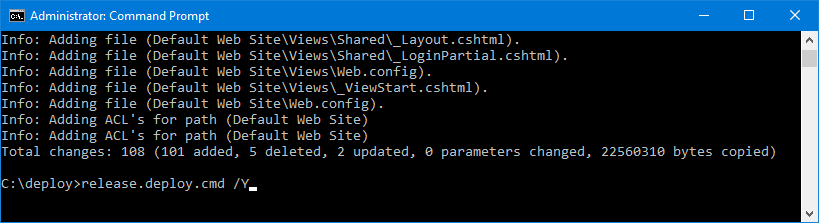 Administrator: Command Prompt
Info: Adding file (Default Web Site\Views\Shared\_Layout.cshtml).
Info: Adding file (Default Web Site\Views\Shared\_LoginPartial.cshtml).
Info: Adding file (Default Web Site\Views\Web.config).
Info: Adding file (Default Web Site\Views\_ViewStart.cshtml).
Info: Adding file (Default Web Site\Web.config).
Info: Adding ACL's for path (Default Web Site)
Info: Adding ACL's for path (Default Web Site)
Total changes: 108 (101 added, 5 deleted, 2 updated, 0 parameters changed, 22560310 bytes copied)
C:\deploy>release.deploy.cmd /Y